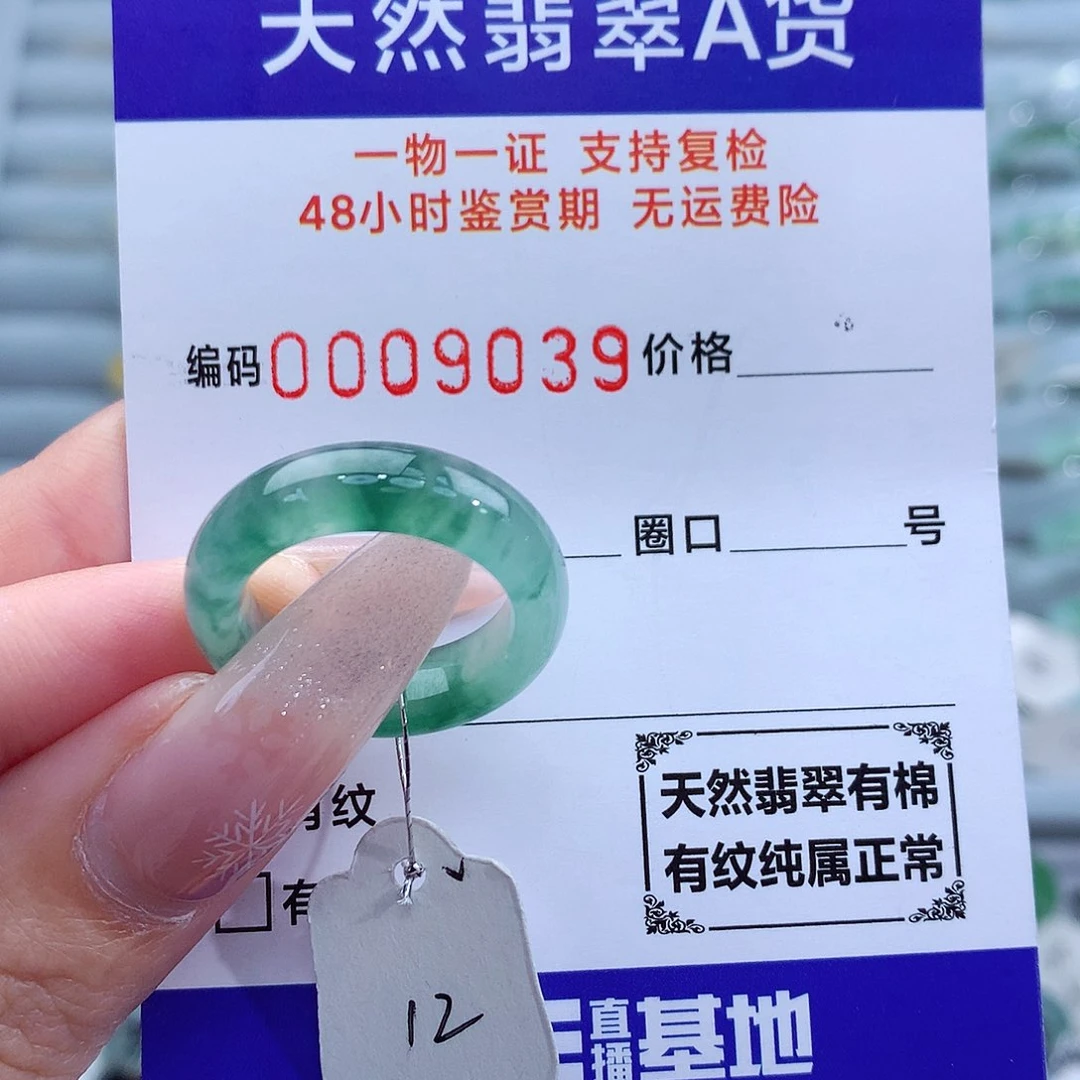 天然翡翠A货
一物一证 支持复检
48小时鉴赏期 无运费险
编码0009039价格
圈口 号
有纹
有
天然翡翠有棉
有纹纯属正常
12
直播基地